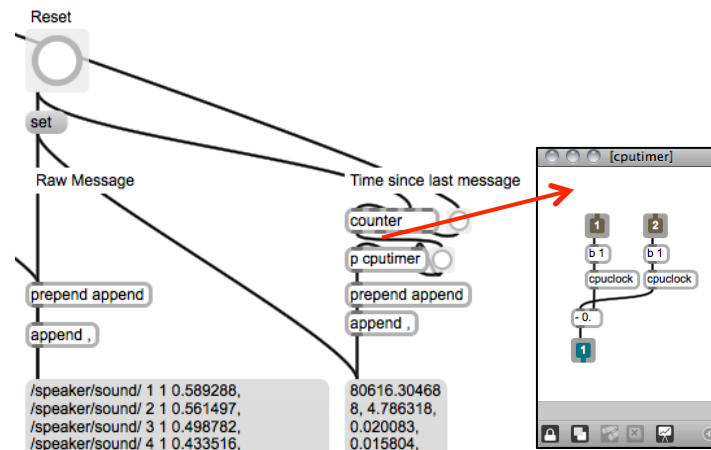 Reset
set
Raw Message
Time since last message
counter
p cputimer
prepend append
prepend append
append ,
append ,
/speaker/sound/ 1 1 0.589288,
/speaker/sound/ 2 1 0.561497,
/speaker/sound/ 3 1 0.498782,
/speaker/sound/ 4 1 0.433516,
80616.30468
8, 4.786318,
0.020083,
0.015804,
[cputimer]
1 2
b 1 b 1
cpuclock cpuclock
- 0.
1